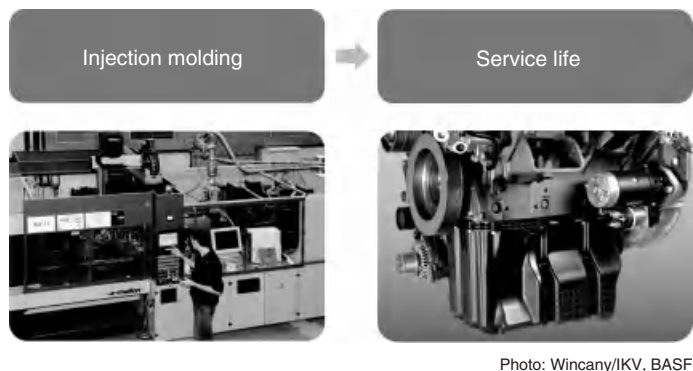 Injection molding
Service life
Photo: Wincany/IKV, BASF